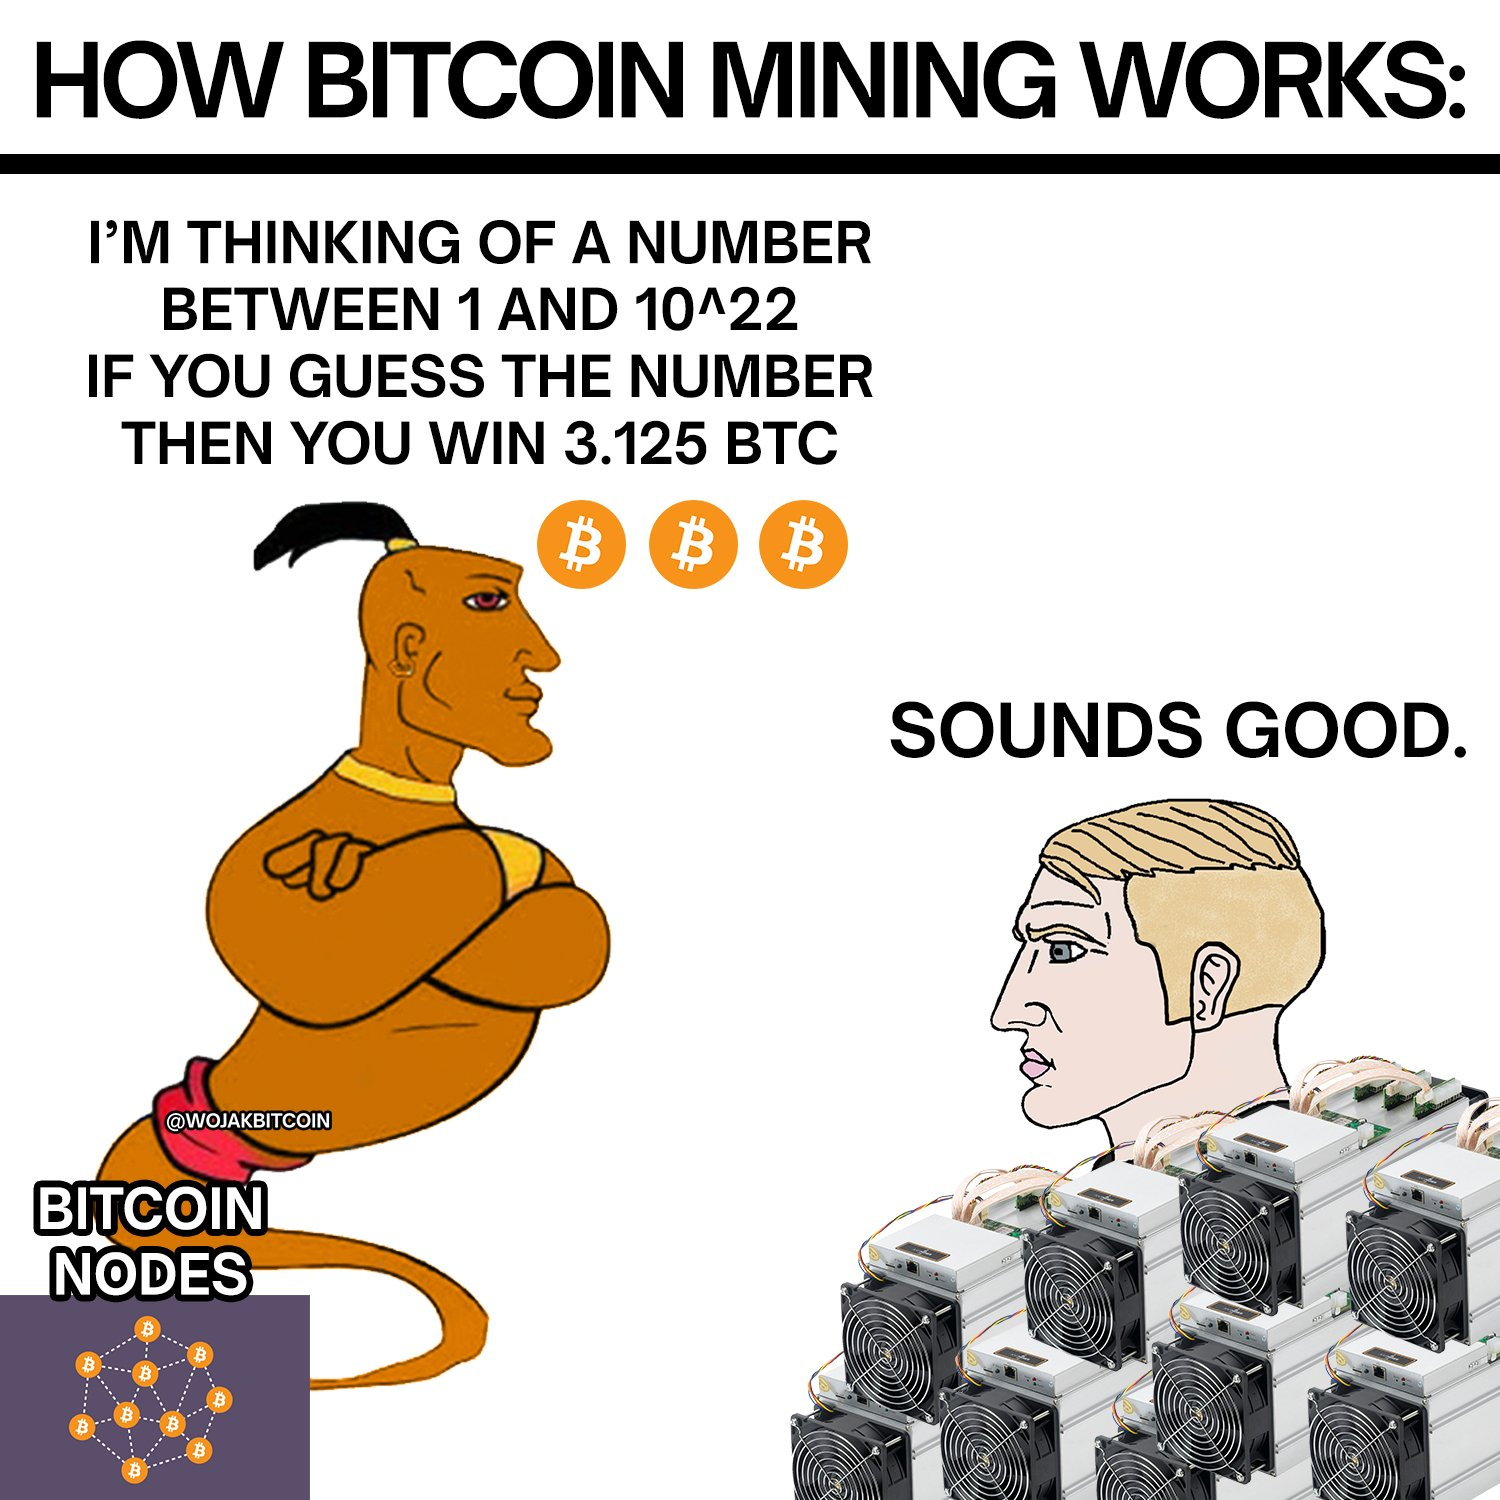 HOW BITCOIN MINING WORKS:
I’M THINKING OF A NUMBER
BETWEEN 1 AND 10^22
IF YOU GUESS THE NUMBER
THEN YOU WIN 3.125 BTC
SOUNDS GOOD.
@WOJAKBITCOIN
BITCOIN
NODES